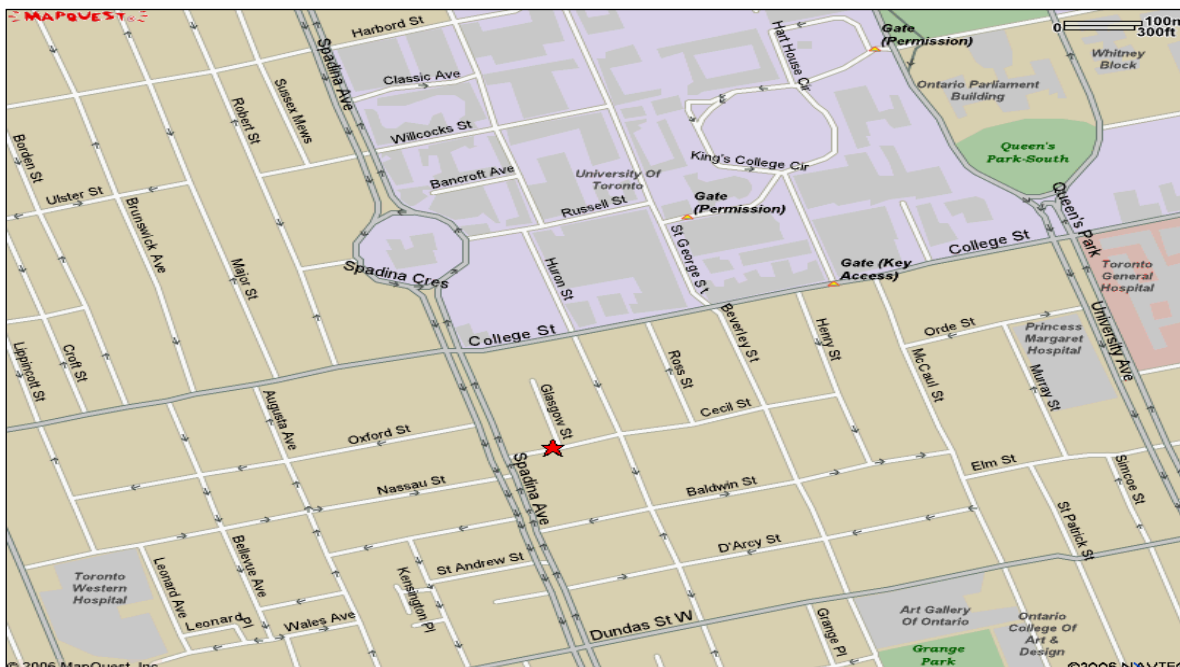 MAPQUEST
Harbord St
Spadina Ave
Classic Ave
Sussex Mews
Robert St
Willcocks St
Borden St
Ulster St
Brunswick Ave
Major St
Bancroft Ave
Russell St
University Of
Toronto
Hart House Cir
Gate
(Permission)
0
100m
300ft
Whitney
Block
Ontario Parliament
Building
Queen's
Park-South
King's College Cir
Gate
(Permission)
St George St
Queen's Park
College St
Gate (Key
Access)
Toronto
General
Hospital
Spadina Cres
Huron St
College St
Beverley St
Henry St
Orde St
Princess
Margaret
Hospital
University Ave
Lippincott St
Croft St
Augusta Ave
Oxford St
Glasgow St
Ross St
Cecil St
McCaul St
Murray St
Nassau St
Spadina Ave
Baldwin St
Elm St
Simcoe St
St Patrick St
D'Arcy St
St Andrew St
Kensington Pl
Bellevue Ave
Leonard Ave
Toronto
Western
Hospital
Leonard Pl
Wales Ave
Dundas St W
Grange Pl
Art Gallery
Of Ontario
Ontario
College Of
Art &
Design
Grange
Park
© 2006 MapQuest, Inc
©2006 NAVTEQ